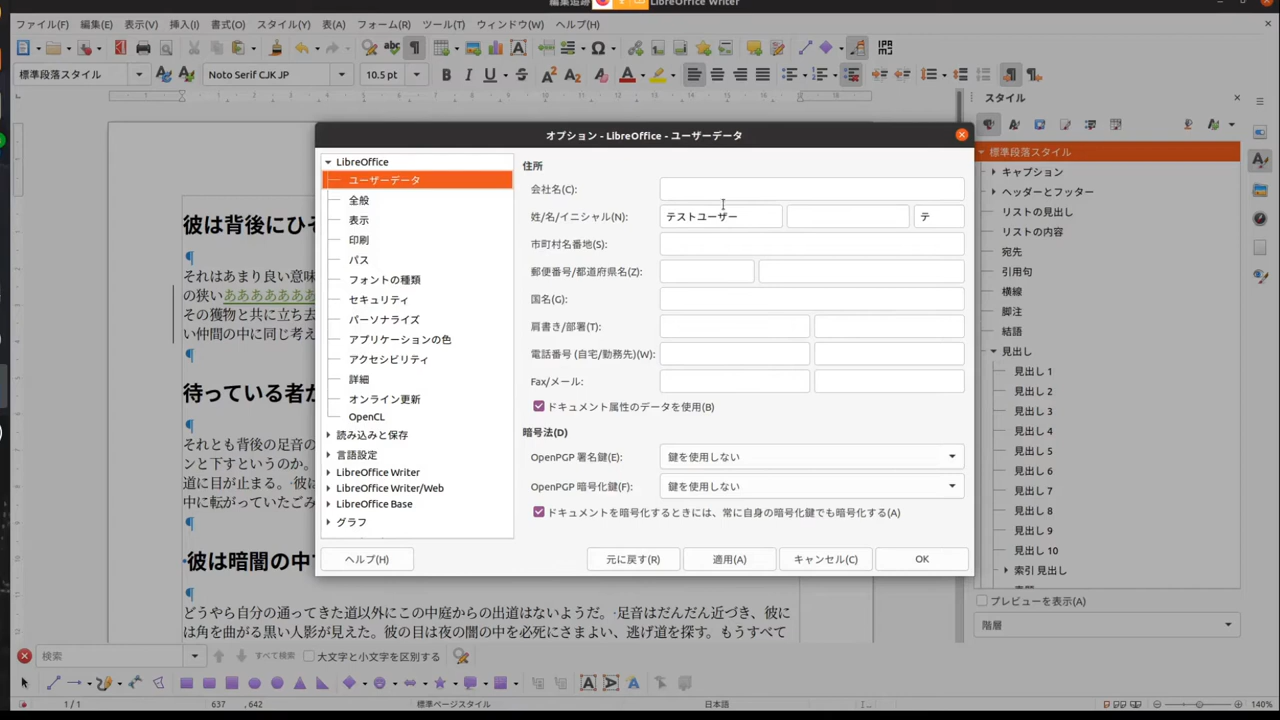 編集追跡 LibreOffice Writer
ファイル(F) 編集(E) 表示(V) 挿入(I) 書式(O) スタイル(Y) 表(A) フォーム(R) ツール(T) ウィンドウ(W) ヘルプ(H)
標準段落スタイル Noto Serif CJK JP 10.5 pt
スタイル
標準段落スタイル
キャプション
ヘッダーとフッター
リストの見出し
リストの内容
宛先
引用句
横線
脚注
結語
見出し
見出し 1
見出し 2
見出し 3
見出し 4
見出し 5
見出し 6
見出し 7
見出し 8
見出し 9
見出し 10
索引 見出し
プレビューを表示(A)
階層
オプション - LibreOffice - ユーザーデータ
LibreOffice
ユーザーデータ
全般
表示
印刷
パス
フォントの種類
セキュリティ
パーソナライズ
アプリケーションの色
アクセシビリティ
詳細
オンライン更新
OpenCL
読み込みと保存
言語設定
LibreOffice Writer
LibreOffice Writer/Web
LibreOffice Base
グラフ
住所
会社名(C):
姓/名/イニシャル(N): テストユーザー テ
市町村名番地(S):
郵便番号/都道府県名(Z):
国名(G):
肩書き/部署(T):
電話番号 (自宅/勤務先)(W):
Fax/メール:
ドキュメント属性のデータを使用(B)
暗号法(D)
OpenPGP 署名鍵(E): 鍵を使用しない
OpenPGP 暗号化鍵(F): 鍵を使用しない
ドキュメントを暗号化するときには、常に自身の暗号化鍵でも暗号化する(A)
ヘルプ(H) 元に戻す(R) 適用(A) キャンセル(C) OK
彼は背後にひそ
¶
それはあまり良い意味
の狭いああああああ
その獲物と共に立ち去
い仲間の中に同じ考え
¶
待っている者か
¶
それとも背後の足音の
ンと下すというのか。
道に目が止まる。彼は
中に転がっていたごみ
¶
彼は暗闇の中
¶
どうやら自分の通ってきた道以外にこの中庭からの出道はないようだ。 足音はだんだん近づき、彼に
は角を曲がる黒い人影が見えた。彼の目は夜の闇の中を必死にさまよい、逃げ道を探す。もうすべて
検索 すべて検索 大文字と小文字を区別する
1 / 1 637 , 642 標準ページスタイル 日本語 140%